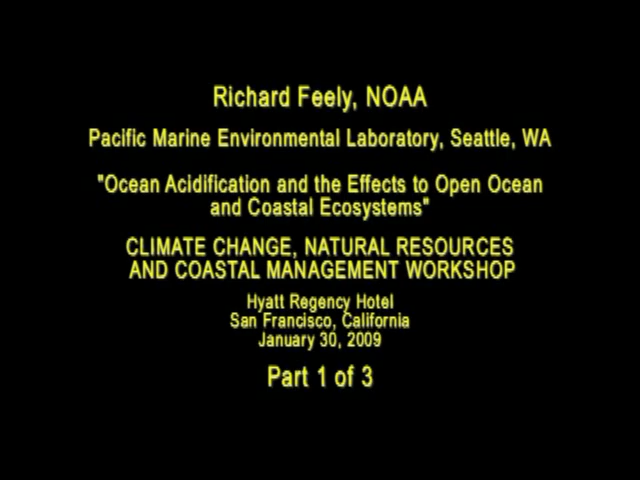 Richard Feely, NOAA
Pacific Marine Environmental Laboratory, Seattle, WA
"Ocean Acidification and the Effects to Open Ocean
and Coastal Ecosystems"
CLIMATE CHANGE, NATURAL RESOURCES
AND COASTAL MANAGEMENT WORKSHOP
Hyatt Regency Hotel
San Francisco, California
January 30, 2009
Part 1 of 3